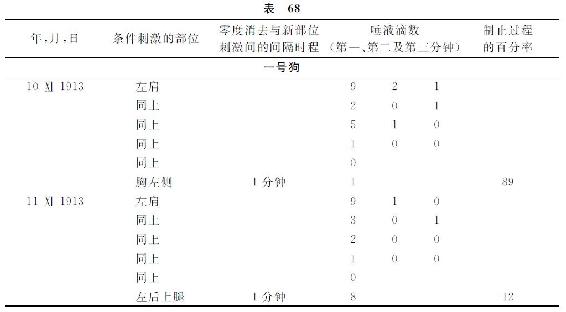 表 68
年,月,日 条件刺激的部位 零度消去与新部位刺激间的间隔时程 唾液滴数(第一、第二及第三分钟) 制止过程的百分率
一号狗
10 Ⅺ 1913 左肩 9 2 1
同上 2 0 1
同上 5 1 0
同上 1 0 0
同上 0
胸左侧 1分钟 1 89
11 Ⅺ 1913 左肩 9 1 0
同上 3 0 1
同上 2 0 0
同上 1 0 0
同上 0
左后上腿 1分钟 8 12